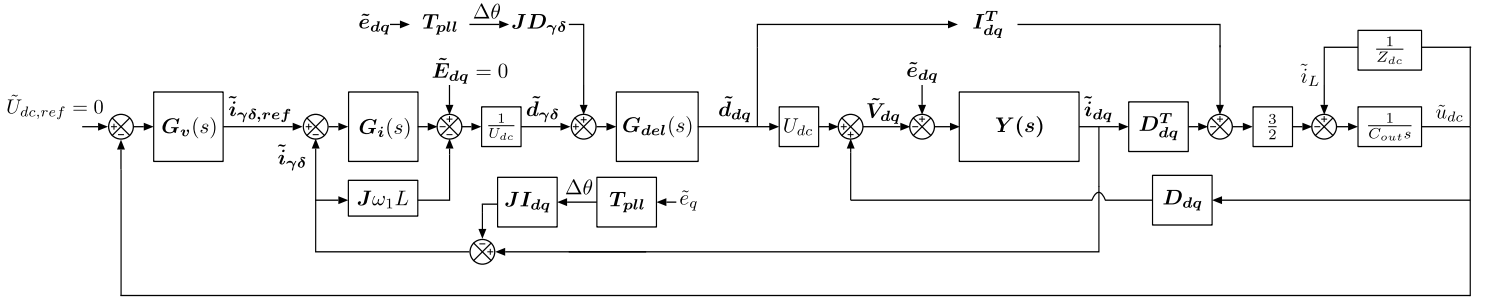 ẽ_dq T_pll Δθ JD_γδ I^T_dq
Ẽ_dq = 0 ẽ_dq ĩ_L 1/Z_dc
Ũ_dc,ref = 0 + − G_v(s) ĩ_γδ,ref + − G_i(s) + − − 1/U_dc d̃_γδ + + G_del(s) d̃_dq U_dc + + Ṽ_dq + − Y(s) ĩ_dq D^T_dq + − 3/2 + − 1/(C_out s) ũ_dc
ĩ_γδ
Jω₁L JI_dq Δθ T_pll ẽ_q D_dq
− +